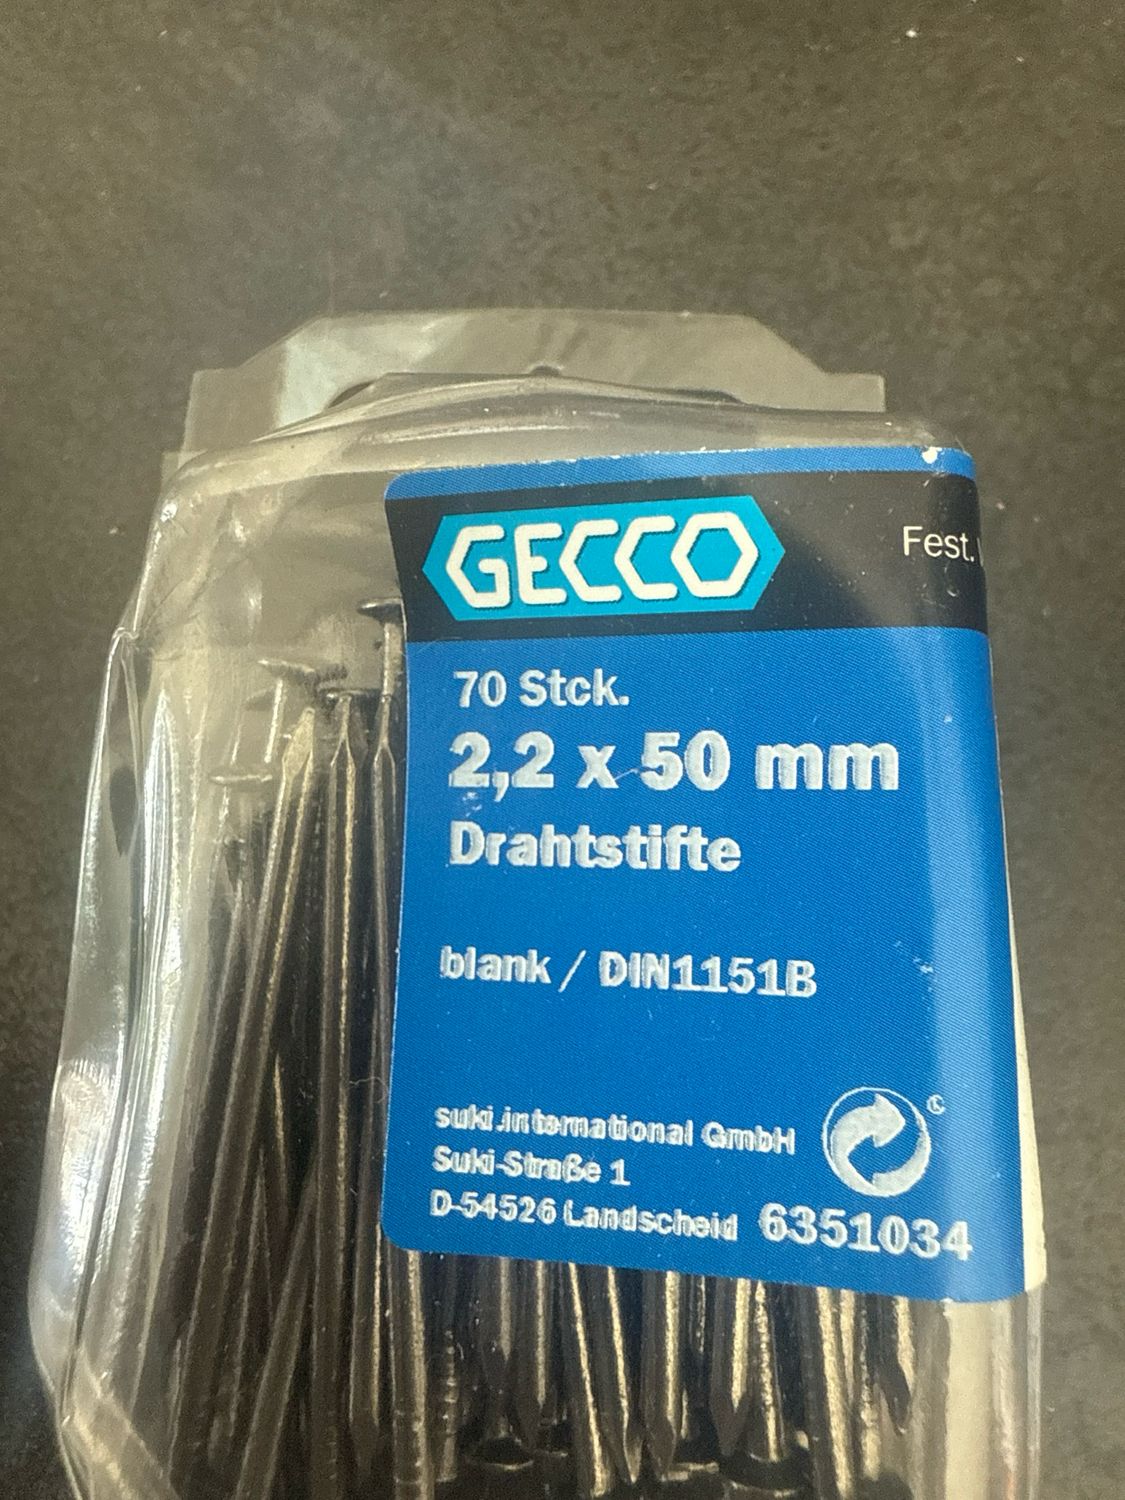 GECCO
Fest.
70 Stck.
2,2 x 50 mm
Drahtstifte
blank / DIN1151B
suki.international GmbH
Suki-Straße 1
D-54526 Landscheid
6351034